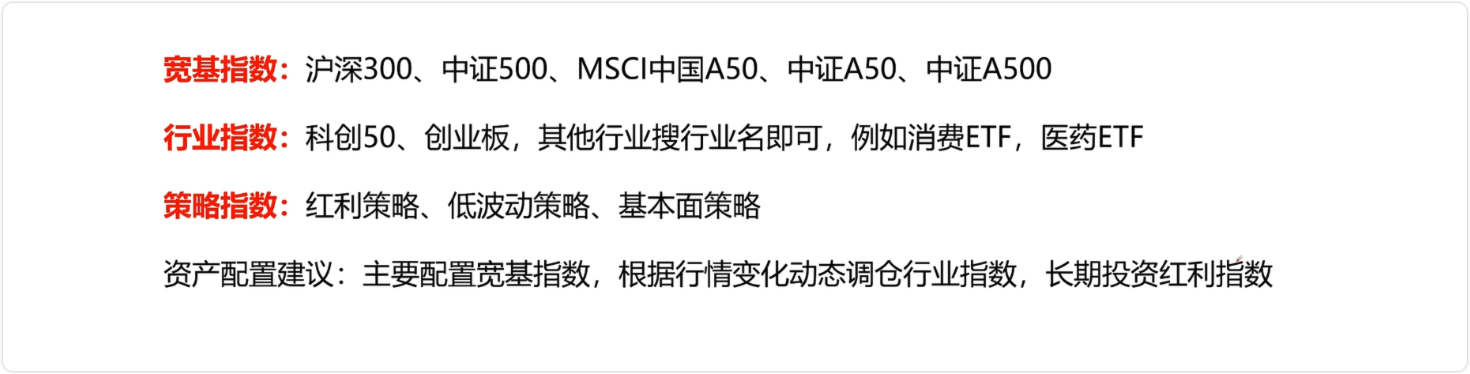 宽基指数：沪深300、中证500、MSCI中国A50、中证A50、中证A500
行业指数：科创50、创业板，其他行业搜行业名即可，例如消费ETF，医药ETF
策略指数：红利策略、低波动策略、基本面策略
资产配置建议：主要配置宽基指数，根据行情变化动态调仓行业指数，长期投资红利指数